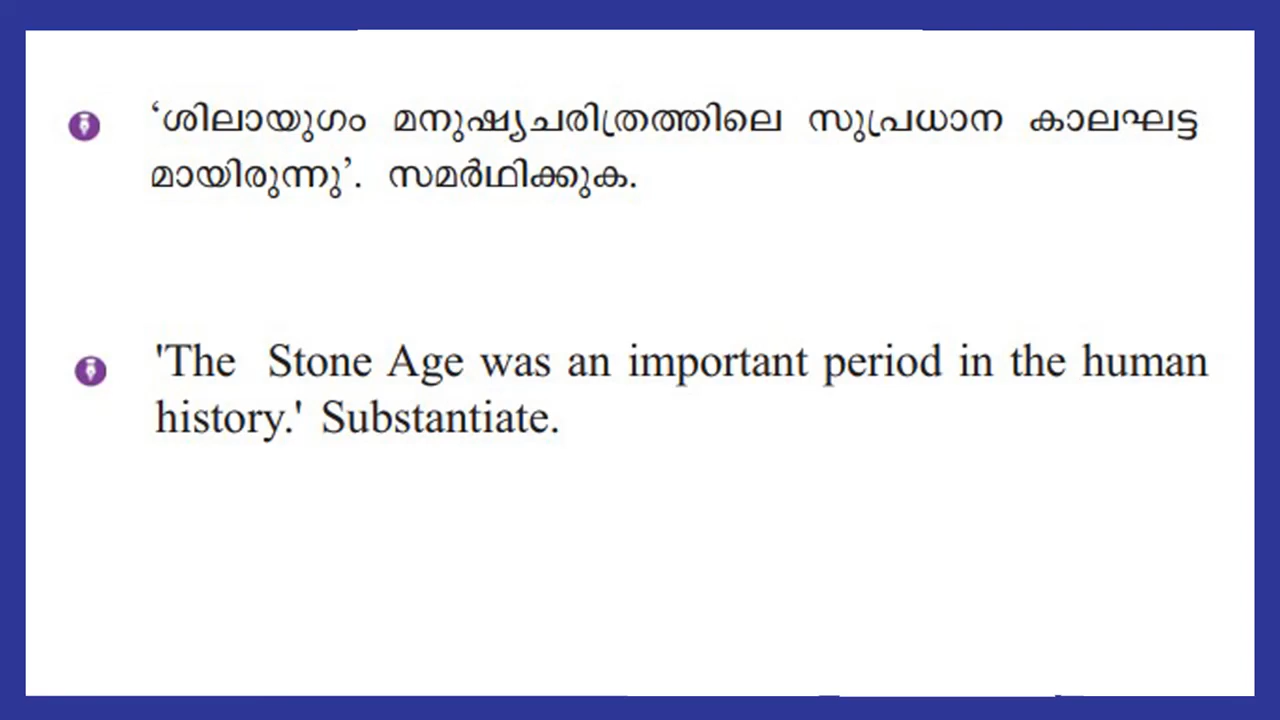 ‘ശിലായുഗം മനുഷ്യചരിത്രത്തിലെ സുപ്രധാന കാലഘട്ട
മായിരുന്നു’. സമർഥിക്കുക.
'The Stone Age was an important period in the human
history.' Substantiate.